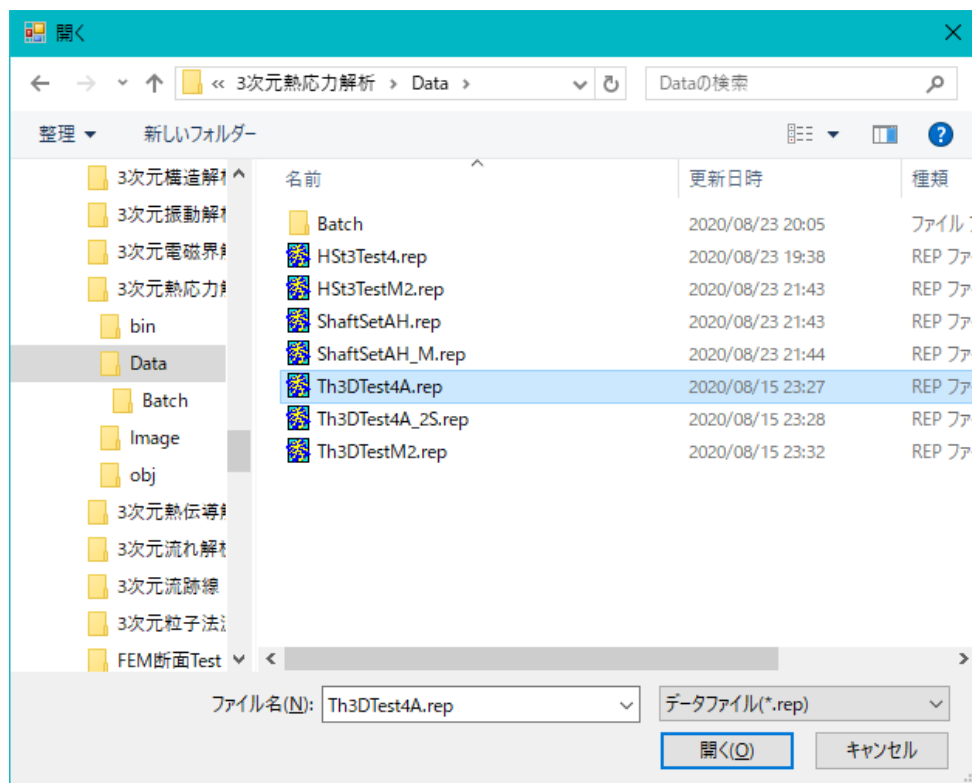 開く
« 3次元熱応力解析 › Data ›
Dataの検索
整理
新しいフォルダー
3次元構造解
3次元振動解
3次元電磁界
3次元熱応力
bin
Data
Batch
Image
obj
3次元熱伝導
3次元流れ解
3次元流跡線
3次元粒子法
FEM断面Test
名前 更新日時 種類
Batch 2020/08/23 20:05 ファイル
HSt3Test4.rep 2020/08/23 19:38 REP ファ
HSt3TestM2.rep 2020/08/23 21:43 REP ファ
ShaftSetAH.rep 2020/08/23 21:43 REP ファ
ShaftSetAH_M.rep 2020/08/23 21:44 REP ファ
Th3DTest4A.rep 2020/08/15 23:27 REP ファ
Th3DTest4A_2S.rep 2020/08/15 23:28 REP ファ
Th3DTestM2.rep 2020/08/15 23:32 REP ファ
ファイル名(N): Th3DTest4A.rep
データファイル(*.rep)
開く(O)
キャンセル